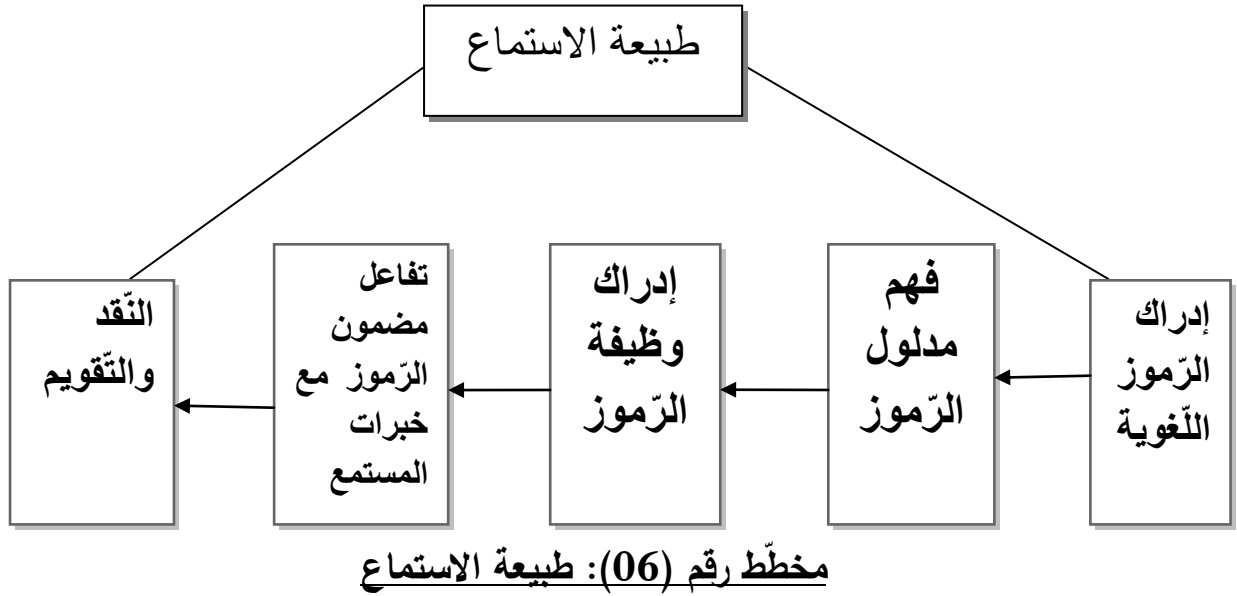 طبيعة الاستماع
إدراك
الرّموز
اللّغوية
فهم
مدلول
الرّموز
إدراك
وظيفة
الرّموز
تفاعل
مضمون
الرّموز مع
خبرات
المستمع
النّقد
والتّقويم
مخطّط رقم (06): طبيعة الاستماع